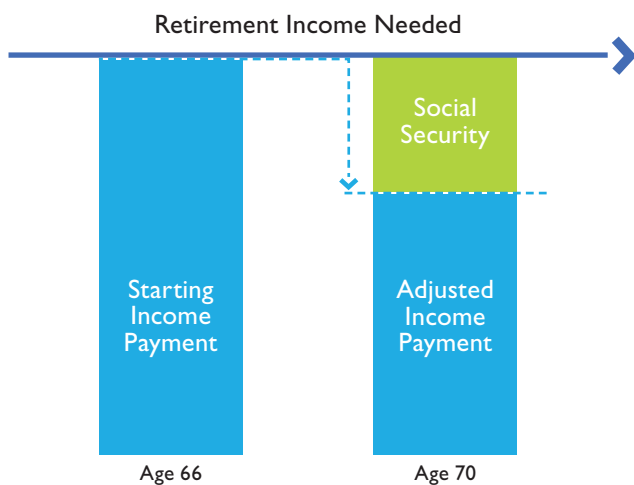 Retirement Income Needed
Social
Security
Starting
Income
Payment
Adjusted
Income
Payment
Age 66
Age 70